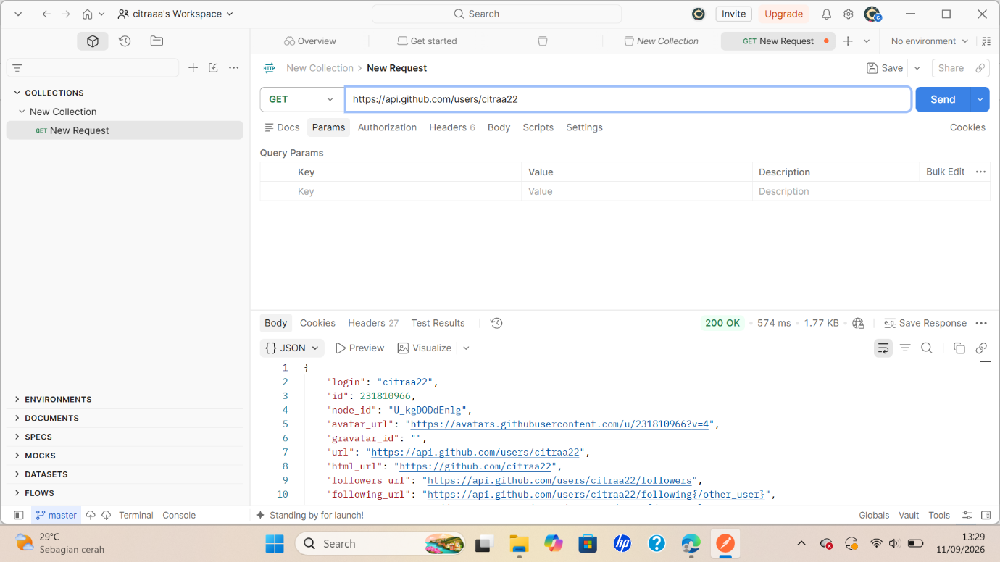 citraaa's Workspace
Search
Invite
Upgrade
Overview
Get started
New Collection
GET New Request
No environment
HTTP New Collection > New Request
Save
Share
COLLECTIONS
New Collection
GET New Request
GET
https://api.github.com/users/citraa22
Send
Docs Params Authorization Headers 6 Body Scripts Settings
Cookies
Query Params
Key Value Description Bulk Edit
Key Value Description
Body Cookies Headers 27 Test Results
200 OK • 574 ms • 1.77 KB • e.g. Save Response
{} JSON Preview Visualize
1 {
2 "login": "citraa22",
3 "id": 231810966,
4 "node_id": "U_kgDODdEnlg",
5 "avatar_url": "https://avatars.githubusercontent.com/u/231810966?v=4",
6 "gravatar_id": "",
7 "url": "https://api.github.com/users/citraa22",
8 "html_url": "https://github.com/citraa22",
9 "followers_url": "https://api.github.com/users/citraa22/followers",
10 "following_url": "https://api.github.com/users/citraa22/following{/other_user}",
ENVIRONMENTS
DOCUMENTS
SPECS
MOCKS
DATASETS
FLOWS
master
Terminal
Console
Standing by for launch!
Globals
Vault
Tools
29°C
Sebagian cerah
Search
hp
13:29
11/09/2026